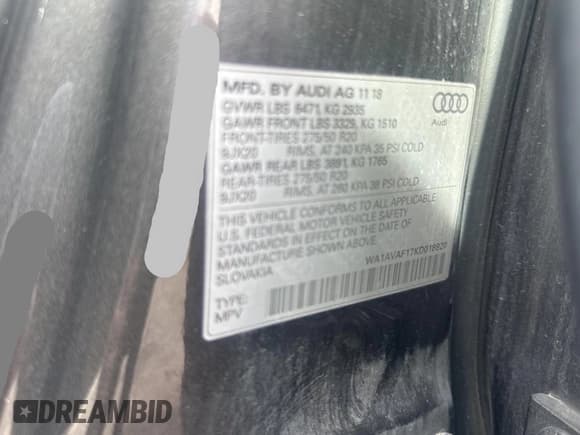 MFD. BY AUDI AG 11 18
GVWR LBS 6471, KG 2935
GAWR FRONT LBS 3329, KG 1510
FRONT-TIRES 275/50 R20
9JX20 RIMS, AT 240 KPA 35 PSI COLD
GAWR REAR LBS 3891, KG 1765
REAR-TIRES 275/50 R20
9JX20 RIMS, AT 260 KPA 38 PSI COLD
THIS VEHICLE CONFORMS TO ALL APPLICABLE
U.S. FEDERAL MOTOR VEHICLE SAFETY
STANDARDS IN EFFECT ON THE DATE OF
MANUFACTURE SHOWN ABOVE.
SLOVAKIA WA1AVAF17KD018820
TYPE:
MPV
Audi
DREAMBID